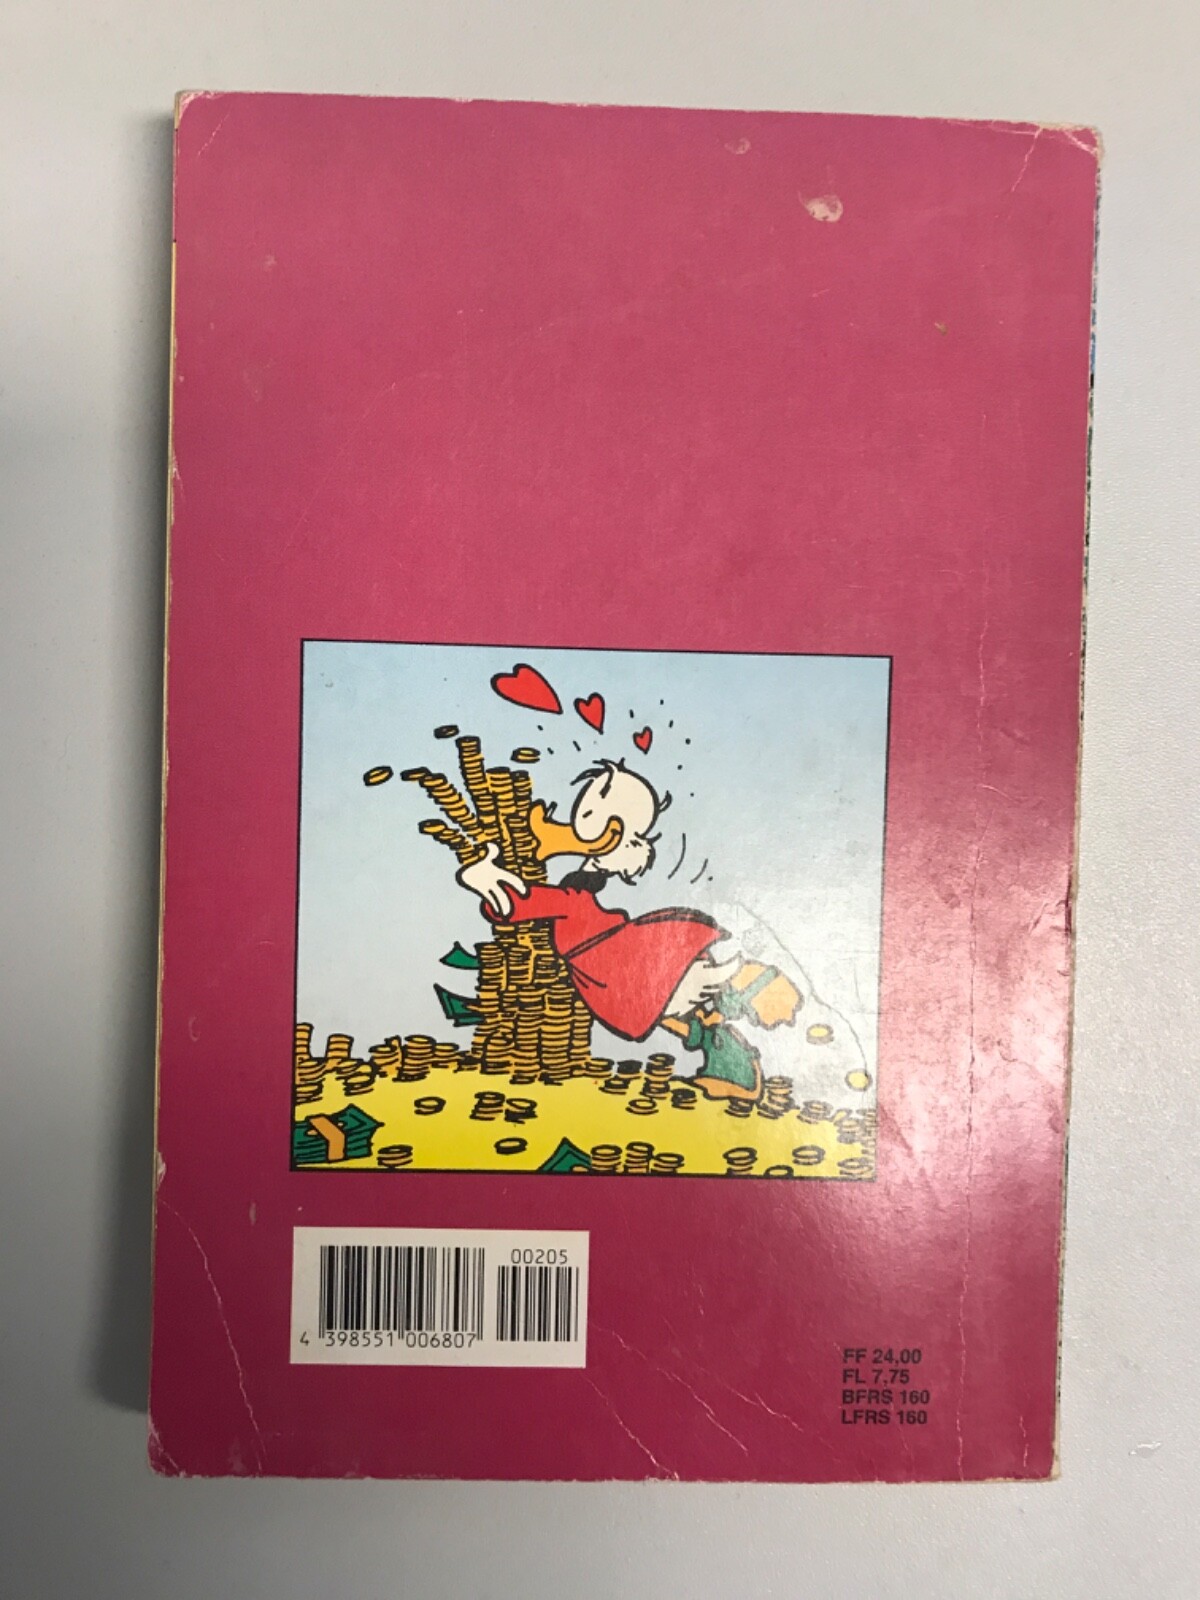 00205
4 398551 006807
FF 24,00
FL 7,75
BFRS 160
LFRS 160